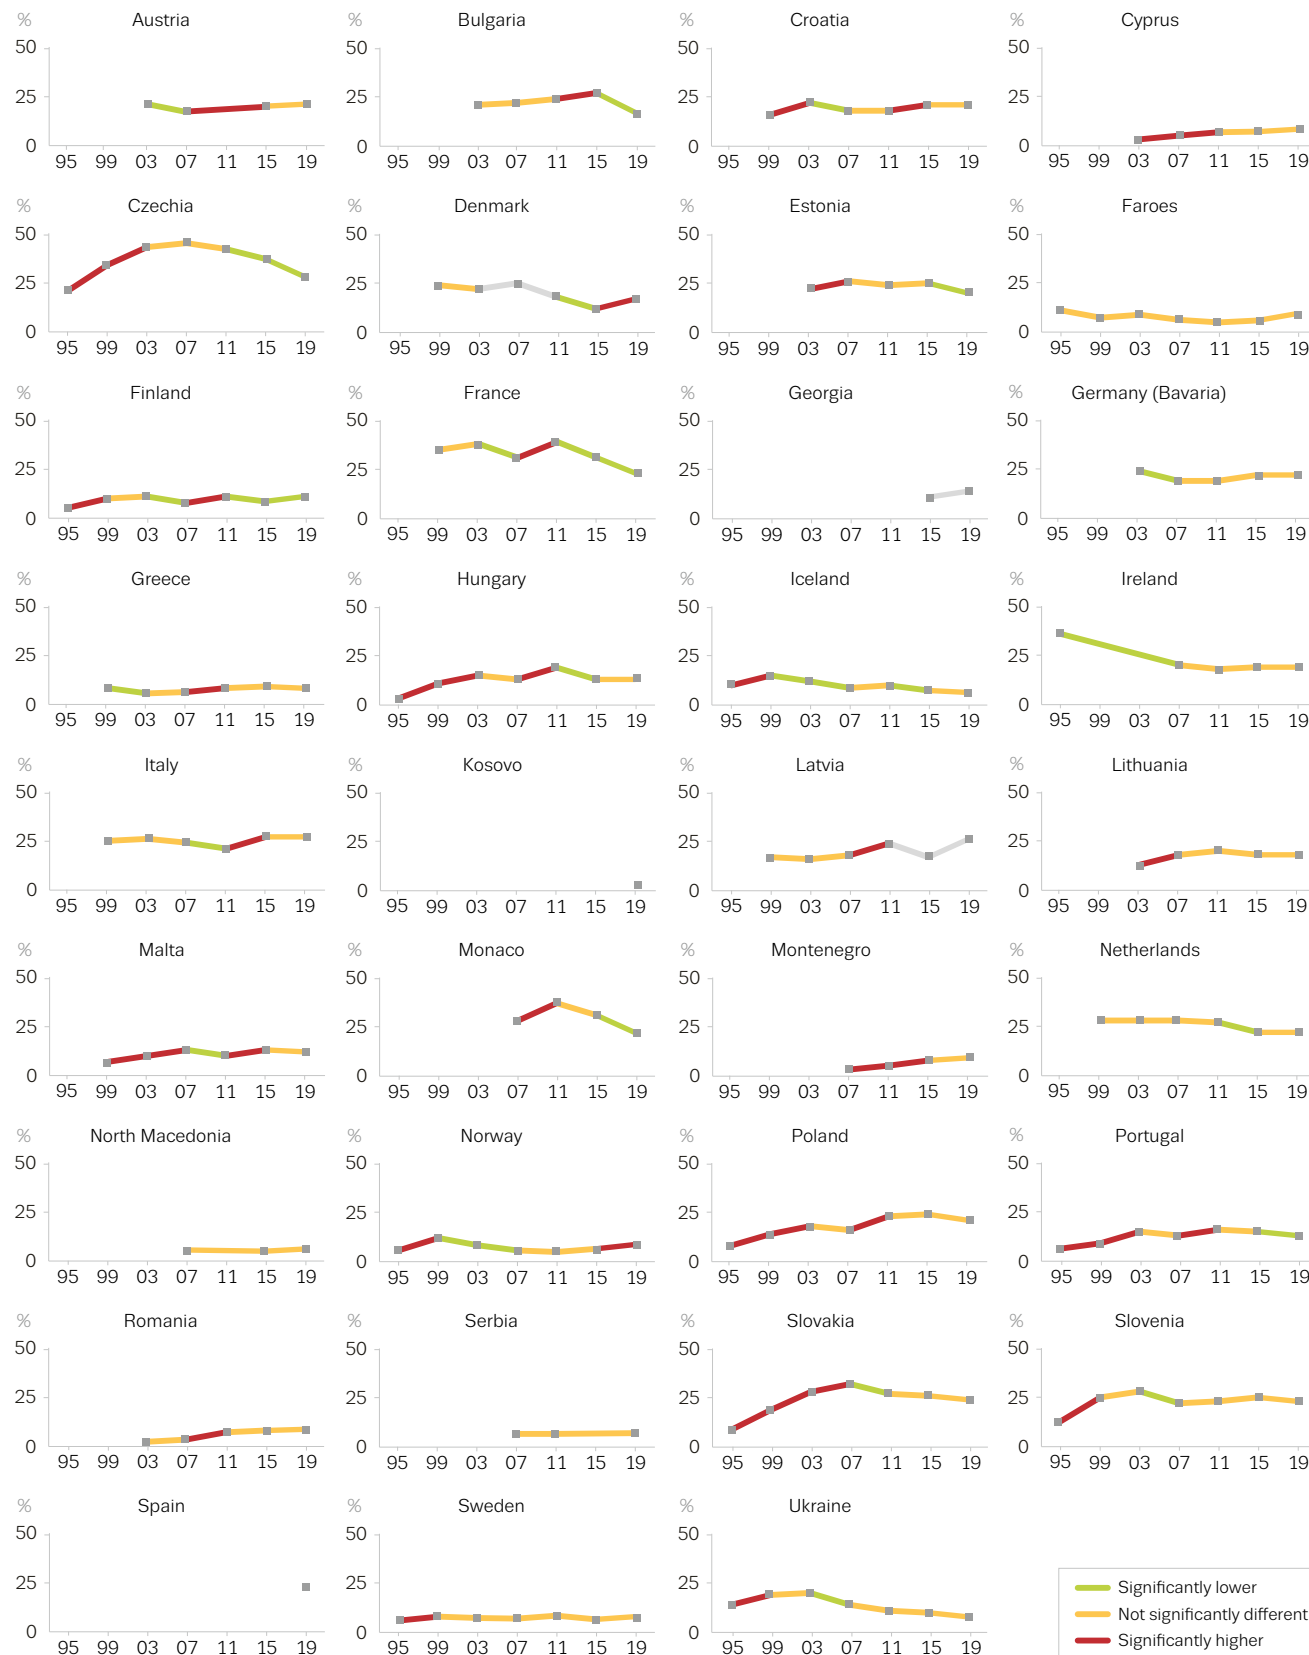 % Austria % Bulgaria % Croatia % Cyprus
50 50 50 50
25 25 25 25
0 0 0 0
95 99 03 07 11 15 19 95 99 03 07 11 15 19 95 99 03 07 11 15 19 95 99 03 07 11 15 19
% Czechia % Denmark % Estonia % Faroes
50 50 50 50
25 25 25 25
0 0 0 0
95 99 03 07 11 15 19 95 99 03 07 11 15 19 95 99 03 07 11 15 19 95 99 03 07 11 15 19
% Finland % France % Georgia % Germany (Bavaria)
50 50 50 50
25 25 25 25
0 0 0 0
95 99 03 07 11 15 19 95 99 03 07 11 15 19 95 99 03 07 11 15 19 95 99 03 07 11 15 19
% Greece % Hungary % Iceland % Ireland
50 50 50 50
25 25 25 25
0 0 0 0
95 99 03 07 11 15 19 95 99 03 07 11 15 19 95 99 03 07 11 15 19 95 99 03 07 11 15 19
% Italy % Kosovo % Latvia % Lithuania
50 50 50 50
25 25 25 25
0 0 0 0
95 99 03 07 11 15 19 95 99 03 07 11 15 19 95 99 03 07 11 15 19 95 99 03 07 11 15 19
% Malta % Monaco % Montenegro % Netherlands
50 50 50 50
25 25 25 25
0 0 0 0
95 99 03 07 11 15 19 95 99 03 07 11 15 19 95 99 03 07 11 15 19 95 99 03 07 11 15 19
% North Macedonia % Norway % Poland % Portugal
50 50 50 50
25 25 25 25
0 0 0 0
95 99 03 07 11 15 19 95 99 03 07 11 15 19 95 99 03 07 11 15 19 95 99 03 07 11 15 19
% Romania % Serbia % Slovakia % Slovenia
50 50 50 50
25 25 25 25
0 0 0 0
95 99 03 07 11 15 19 95 99 03 07 11 15 19 95 99 03 07 11 15 19 95 99 03 07 11 15 19
% Spain % Sweden % Ukraine
50 50 50
25 25 25
0 0 0
95 99 03 07 11 15 19 95 99 03 07 11 15 19 95 99 03 07 11 15 19
Significantly lower
Not significantly different
Significantly higher